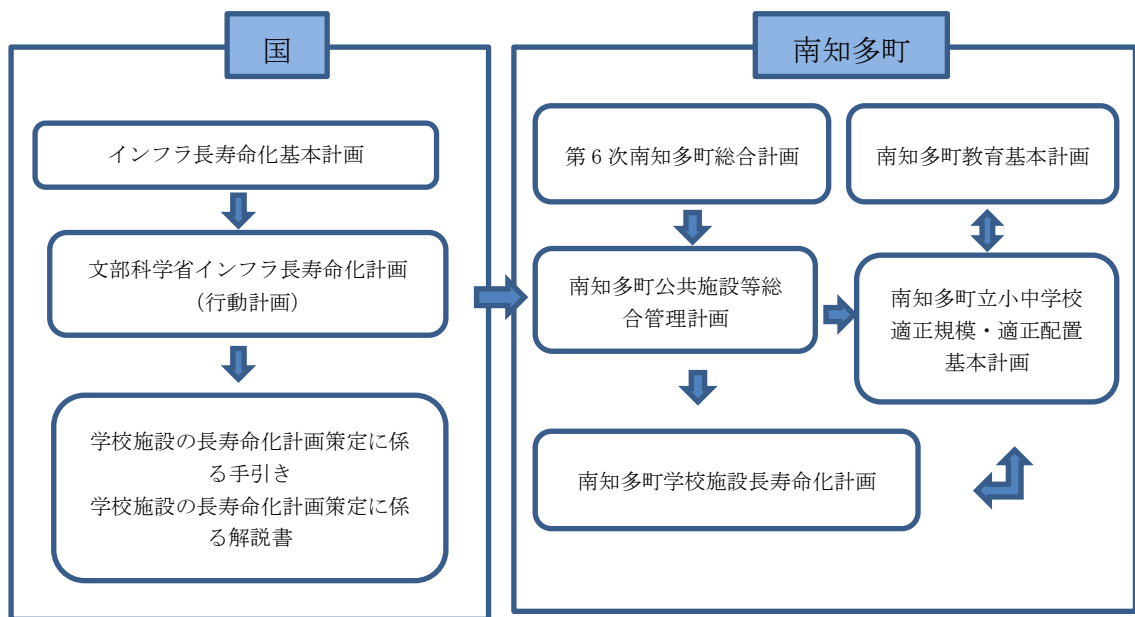 国
インフラ長寿命化基本計画
文部科学省インフラ長寿命化計画
（行動計画）
学校施設の長寿命化計画策定に係
る手引き
学校施設の長寿命化計画策定に係
る解説書
南知多町
第６次南知多町総合計画
南知多町教育基本計画
南知多町公共施設等総
合管理計画
南知多町立小中学校
適正規模・適正配置
基本計画
南知多町学校施設長寿命化計画